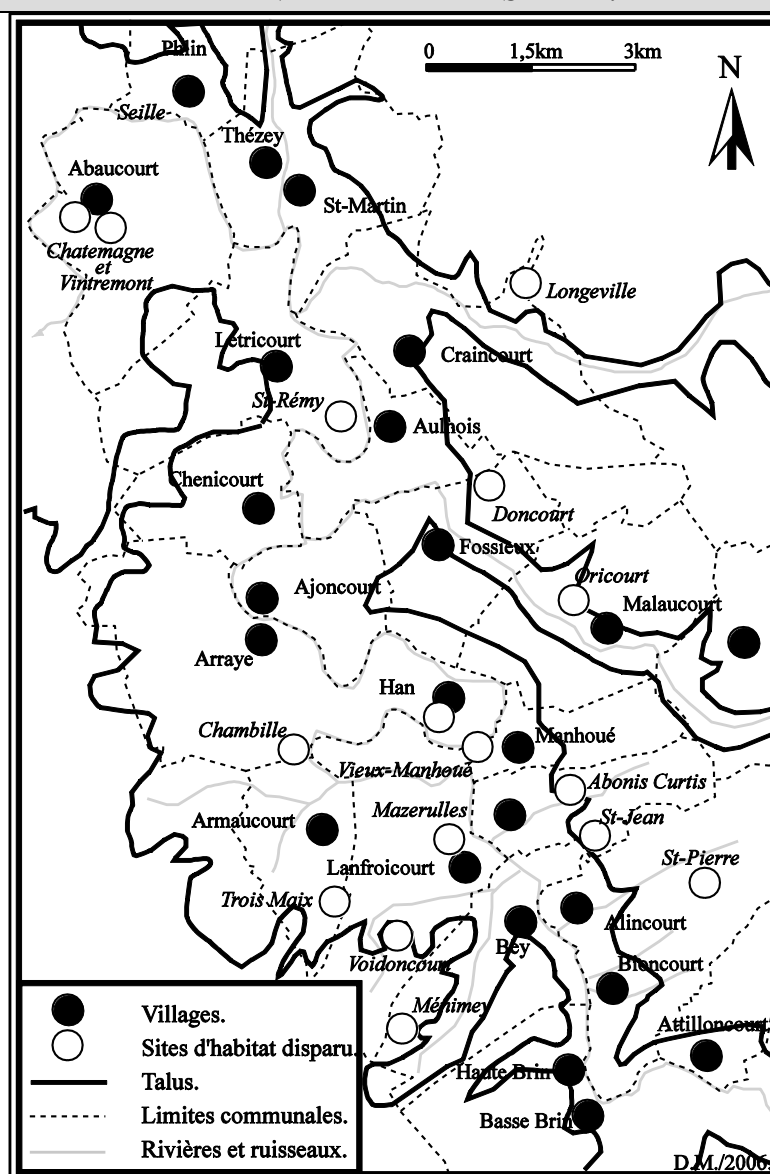 Phlin
0 1,5km 3km
N
Seille
Thézey
Abaucourt
St-Martin
Chatemagne
et
Vintremont
Longeville
Létricourt
Craincourt
St-Rémy
Aulnois
Chenicourt
Doncourt
Fossieux
Oricourt
Ajoncourt
Malaucourt
Arraye
Han
Chambille
Manhoué
Vieux-Manhoué
Abonis Curtis
Mazerulles
St-Jean
Armaucourt
St-Pierre
Lanfroicourt
Trois Maix
Alincourt
Bey
Voidoncourt
Bioncourt
Ménimey
Attilloncourt
Haute Brin
Basse Brin
Villages.
Sites d'habitat disparu.
Talus.
Limites communales.
Rivières et ruisseaux.
D.M./2006